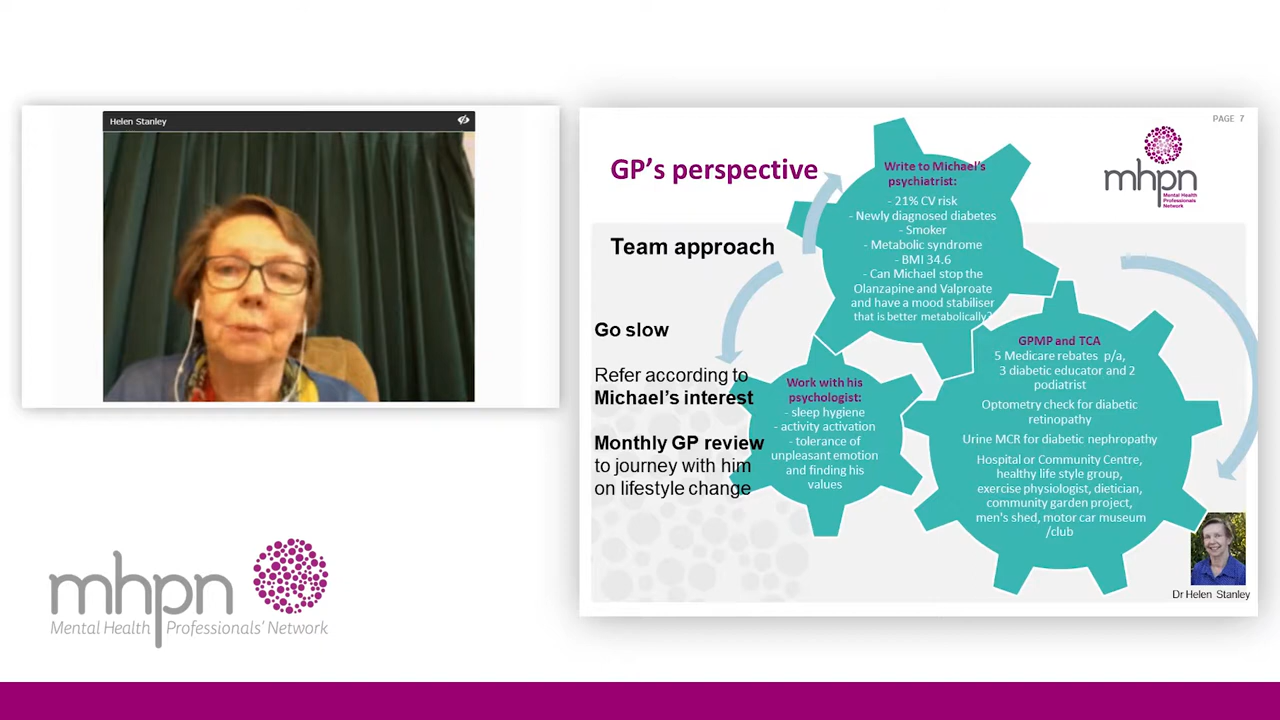 Helen Stanley
mhpn
Mental Health Professionals' Network
PAGE 7
GP's perspective
mhpn
Mental Health
Professionals
Network
Team approach
Go slow
Refer according to
Michael's interest
Monthly GP review
to journey with him
on lifestyle change
Write to Michael's
psychiatrist:
- 21% CV risk
- Newly diagnosed diabetes
- Smoker
- Metabolic syndrome
- BMI 34.6
- Can Michael stop the
Olanzapine and Valproate
and have a mood stabiliser
that is better metabolically?
Work with his
psychologist:
- sleep hygiene
- activity activation
- tolerance of
unpleasant emotion
and finding his
values
GPMP and TCA
5 Medicare rebates p/a,
3 diabetic educator and 2
podiatrist
Optometry check for diabetic
retinopathy
Urine MCR for diabetic nephropathy
Hospital or Community Centre,
healthy life style group,
exercise physiologist, dietician,
community garden project,
men's shed, motor car museum
/club
Dr Helen Stanley